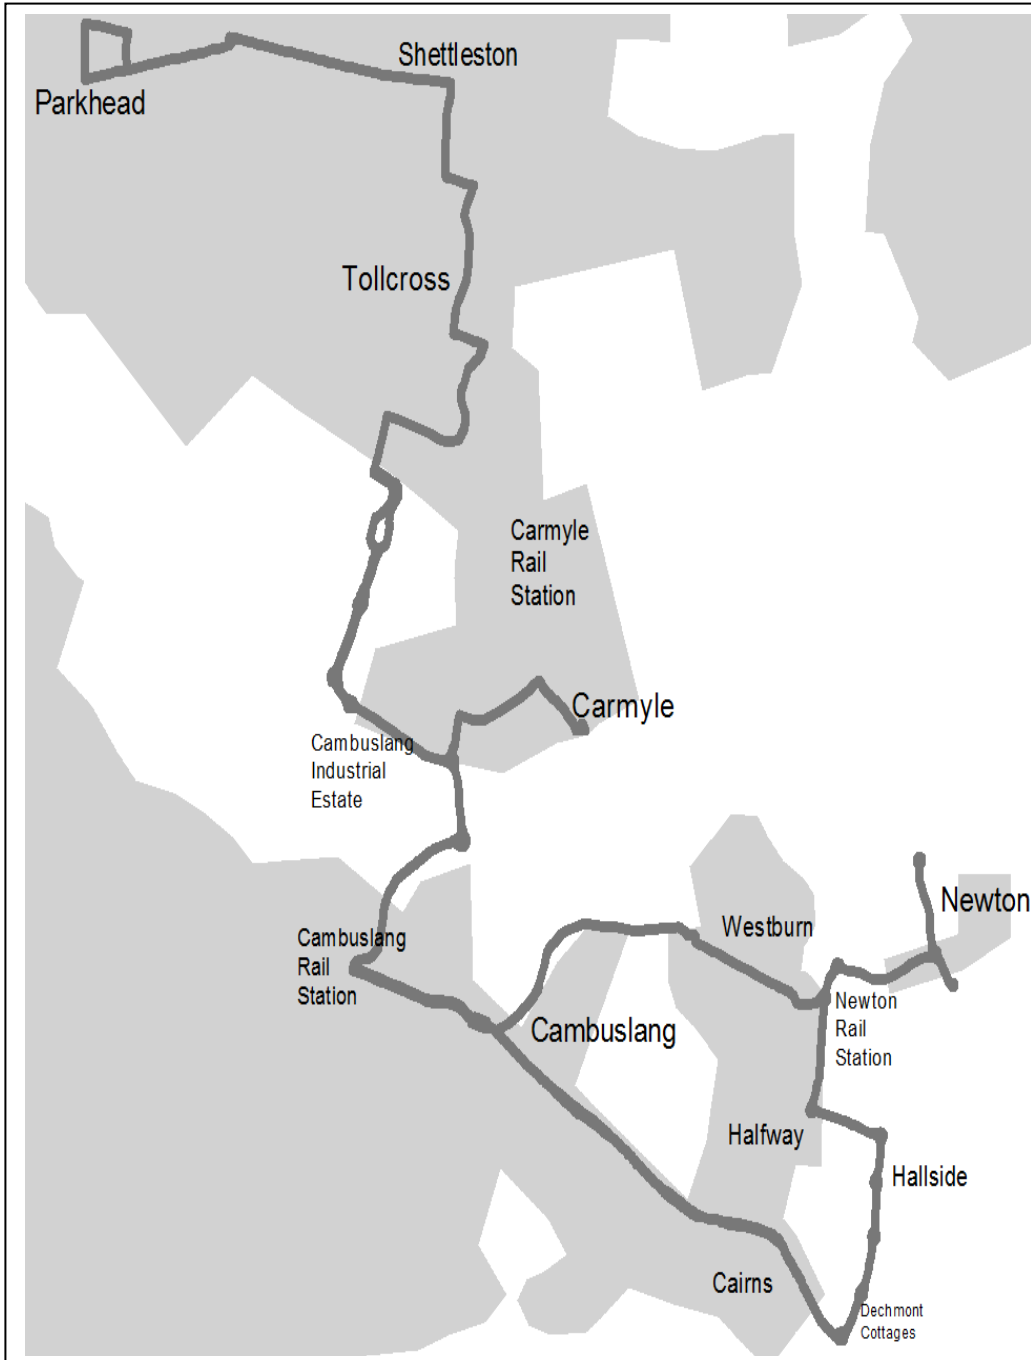 Shettleston
Parkhead
Tollcross
Carmyle
Rail
Station
Carmyle
Cambuslang
Industrial
Estate
Newton
Westburn
Cambuslang
Rail
Station
Newton
Rail
Station
Cambuslang
Halfway
Hallside
Cairns
Dechmont
Cottages